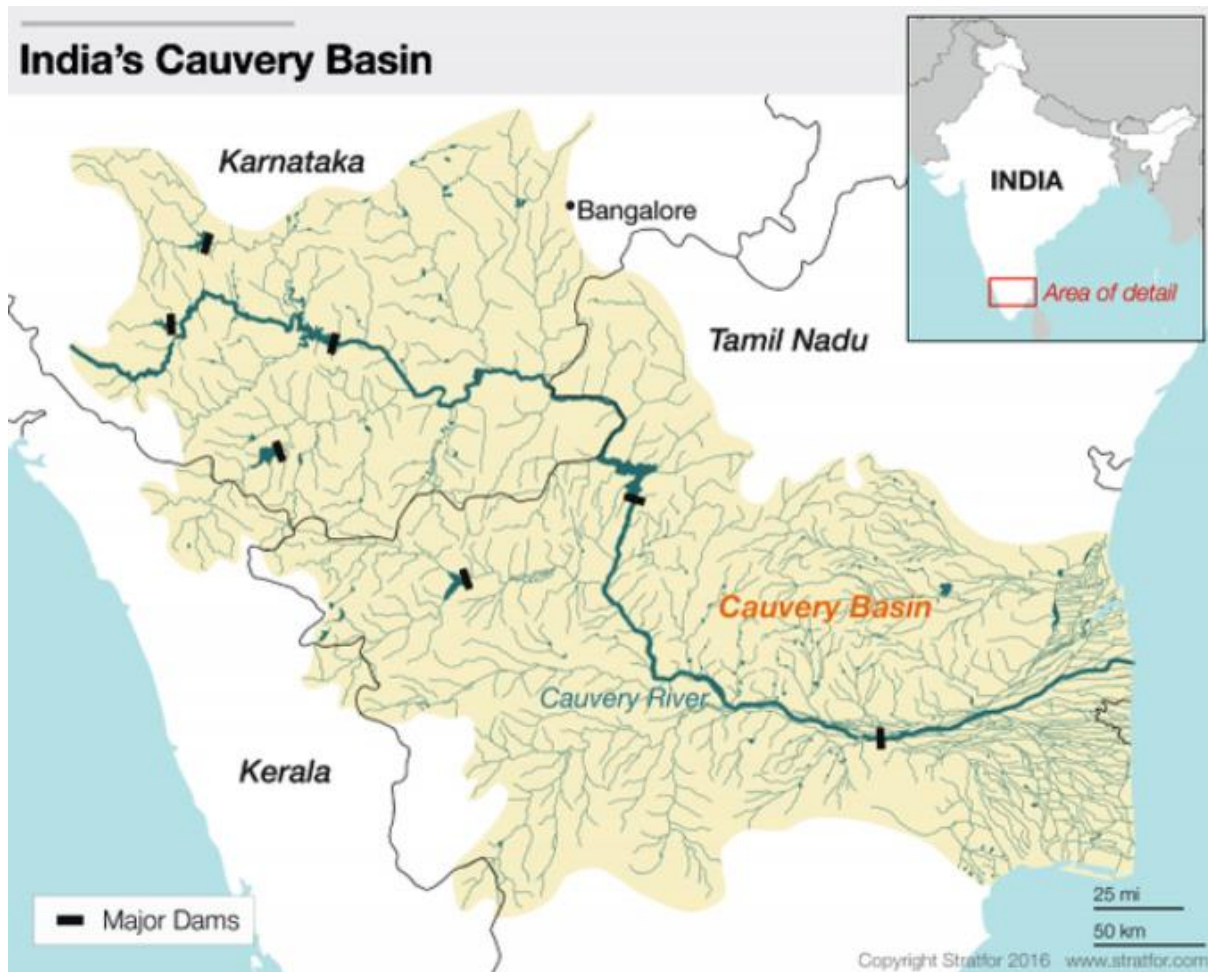 India's Cauvery Basin
INDIA
Area of detail
Karnataka
Bangalore
Tamil Nadu
Cauvery Basin
Cauvery River
Kerala
Major Dams
25 mi
50 km
Copyright Stratfor 2016 www.stratfor.com